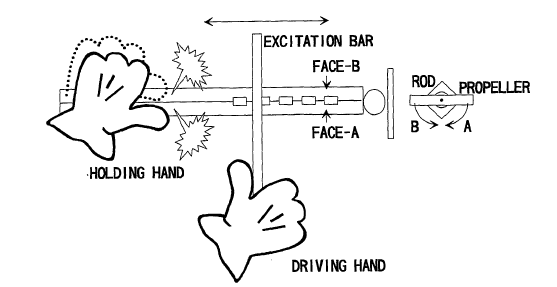 EXCITATION BAR
FACE-B
ROD
PROPELLER
B
A
FACE-A
HOLDING HAND
DRIVING HAND